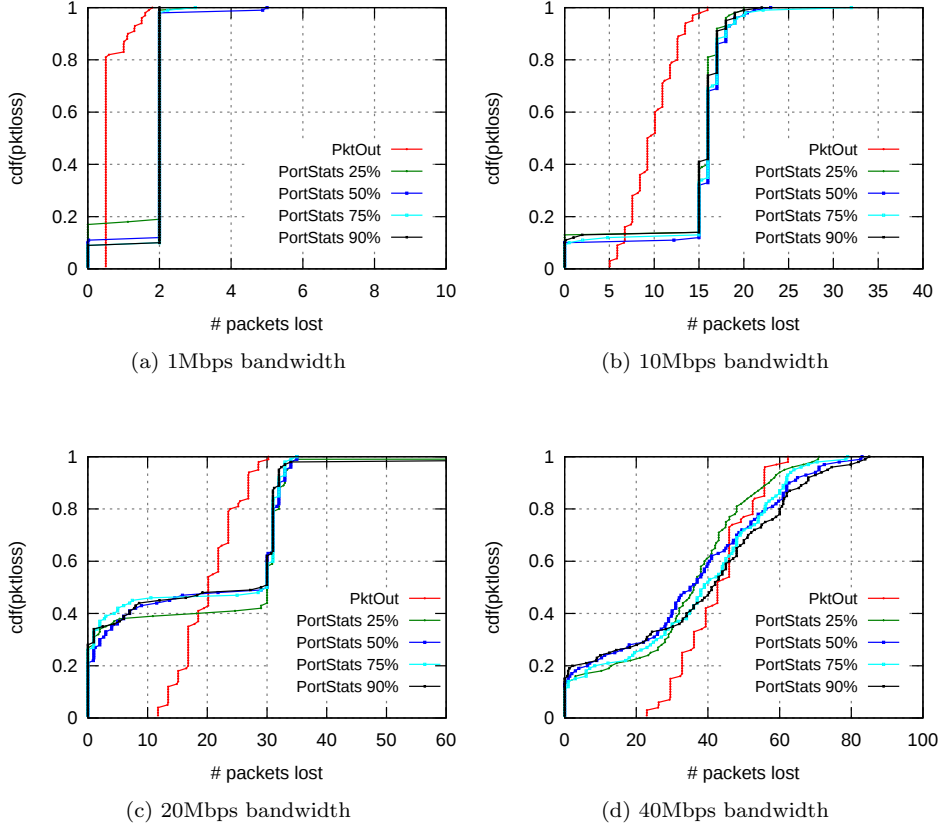 cdf(pktloss)
1
0.8
0.6
0.4
0.2
0
PktOut
PortStats 25%
PortStats 50%
PortStats 75%
PortStats 90%
0 2 4 6 8 10
# packets lost
(a) 1Mbps bandwidth
cdf(pktloss)
1
0.8
0.6
0.4
0.2
0
PktOut
PortStats 25%
PortStats 50%
PortStats 75%
PortStats 90%
0 5 10 15 20 25 30 35 40
# packets lost
(b) 10Mbps bandwidth
cdf(pktloss)
1
0.8
0.6
0.4
0.2
0
PktOut
PortStats 25%
PortStats 50%
PortStats 75%
PortStats 90%
0 10 20 30 40 50 60
# packets lost
(c) 20Mbps bandwidth
cdf(pktloss)
1
0.8
0.6
0.4
0.2
0
PktOut
PortStats 25%
PortStats 50%
PortStats 75%
PortStats 90%
0 20 40 60 80 100
# packets lost
(d) 40Mbps bandwidth